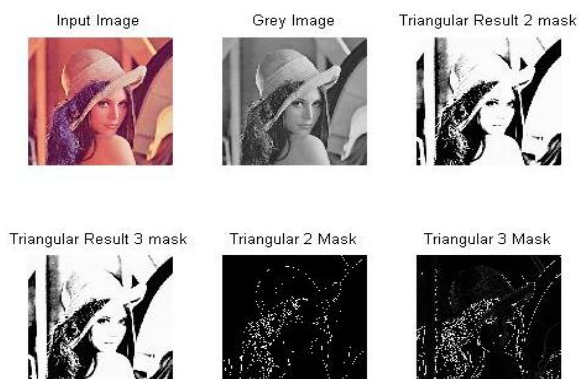 Input Image
Grey Image
Triangular Result 2 mask
Triangular Result 3 mask
Triangular 2 Mask
Triangular 3 Mask